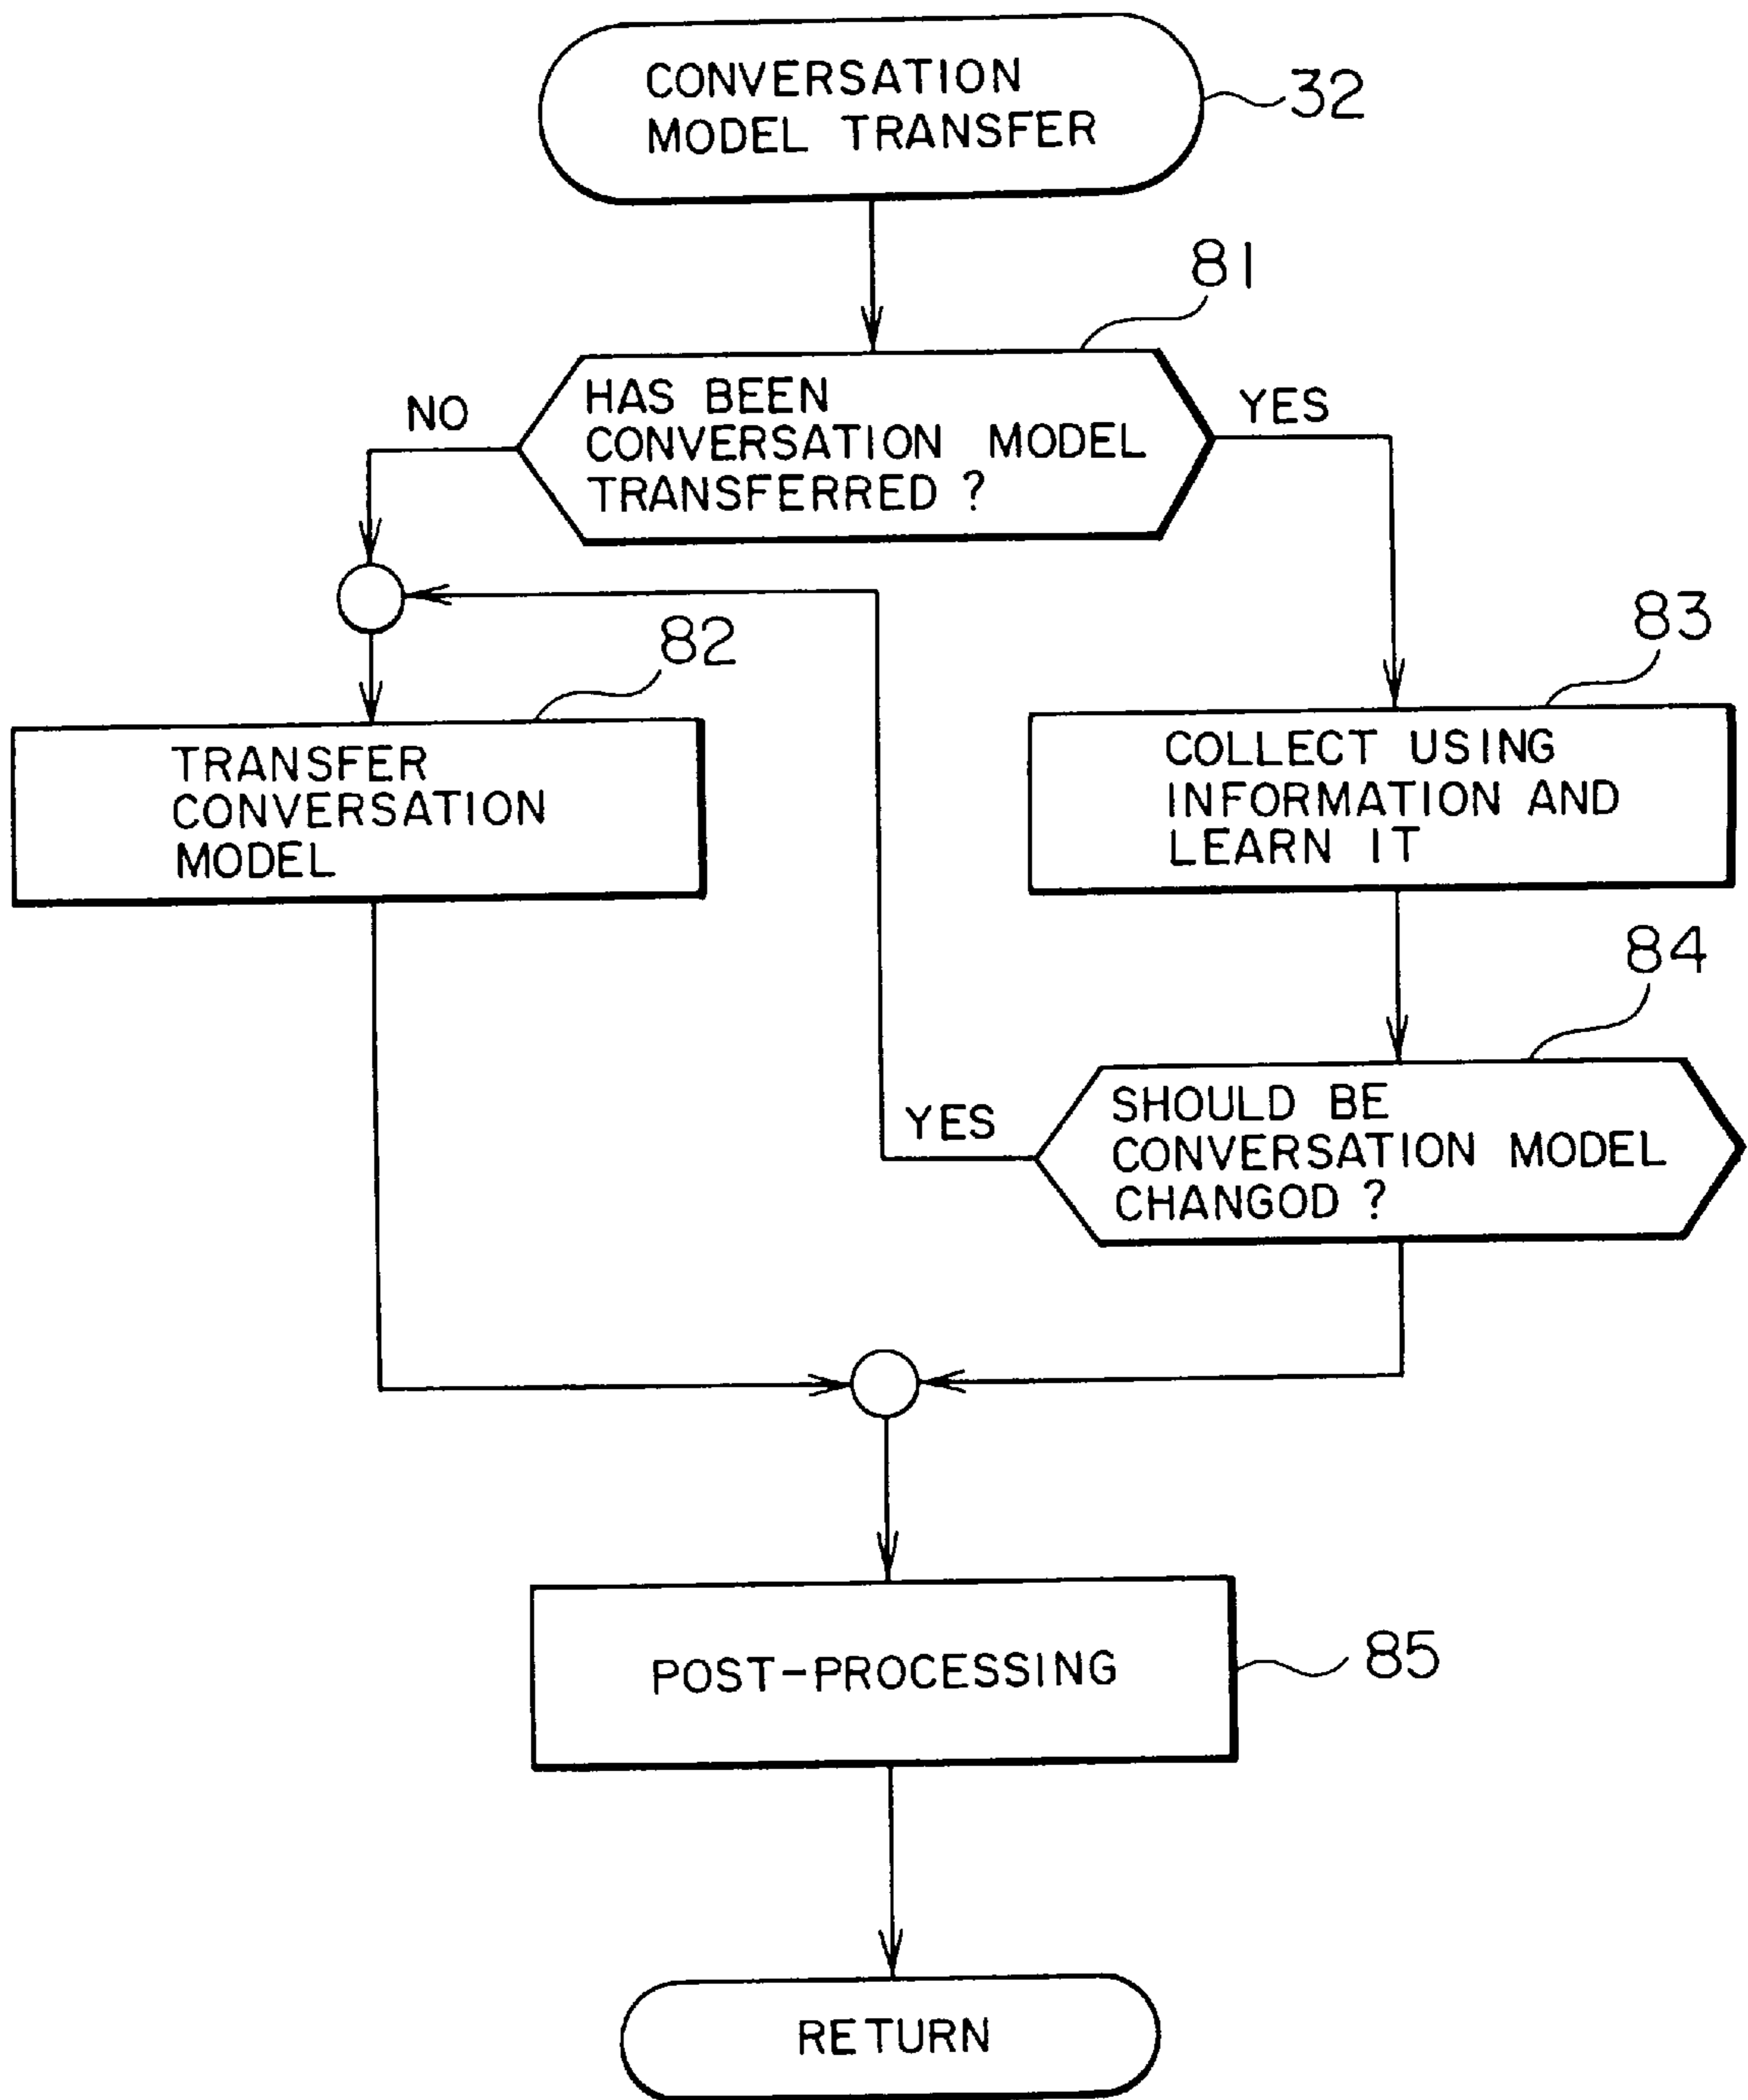 CONVERSATION
MODEL TRANSFER
32
81
HAS BEEN
CONVERSATION MODEL
TRANSFERRED ?
NO
YES
82
TRANSFER
CONVERSATION
MODEL
83
COLLECT USING
INFORMATION AND
LEARN IT
84
SHOULD BE
CONVERSATION MODEL
CHANGOD ?
YES
POST-PROCESSING
85
RETURN